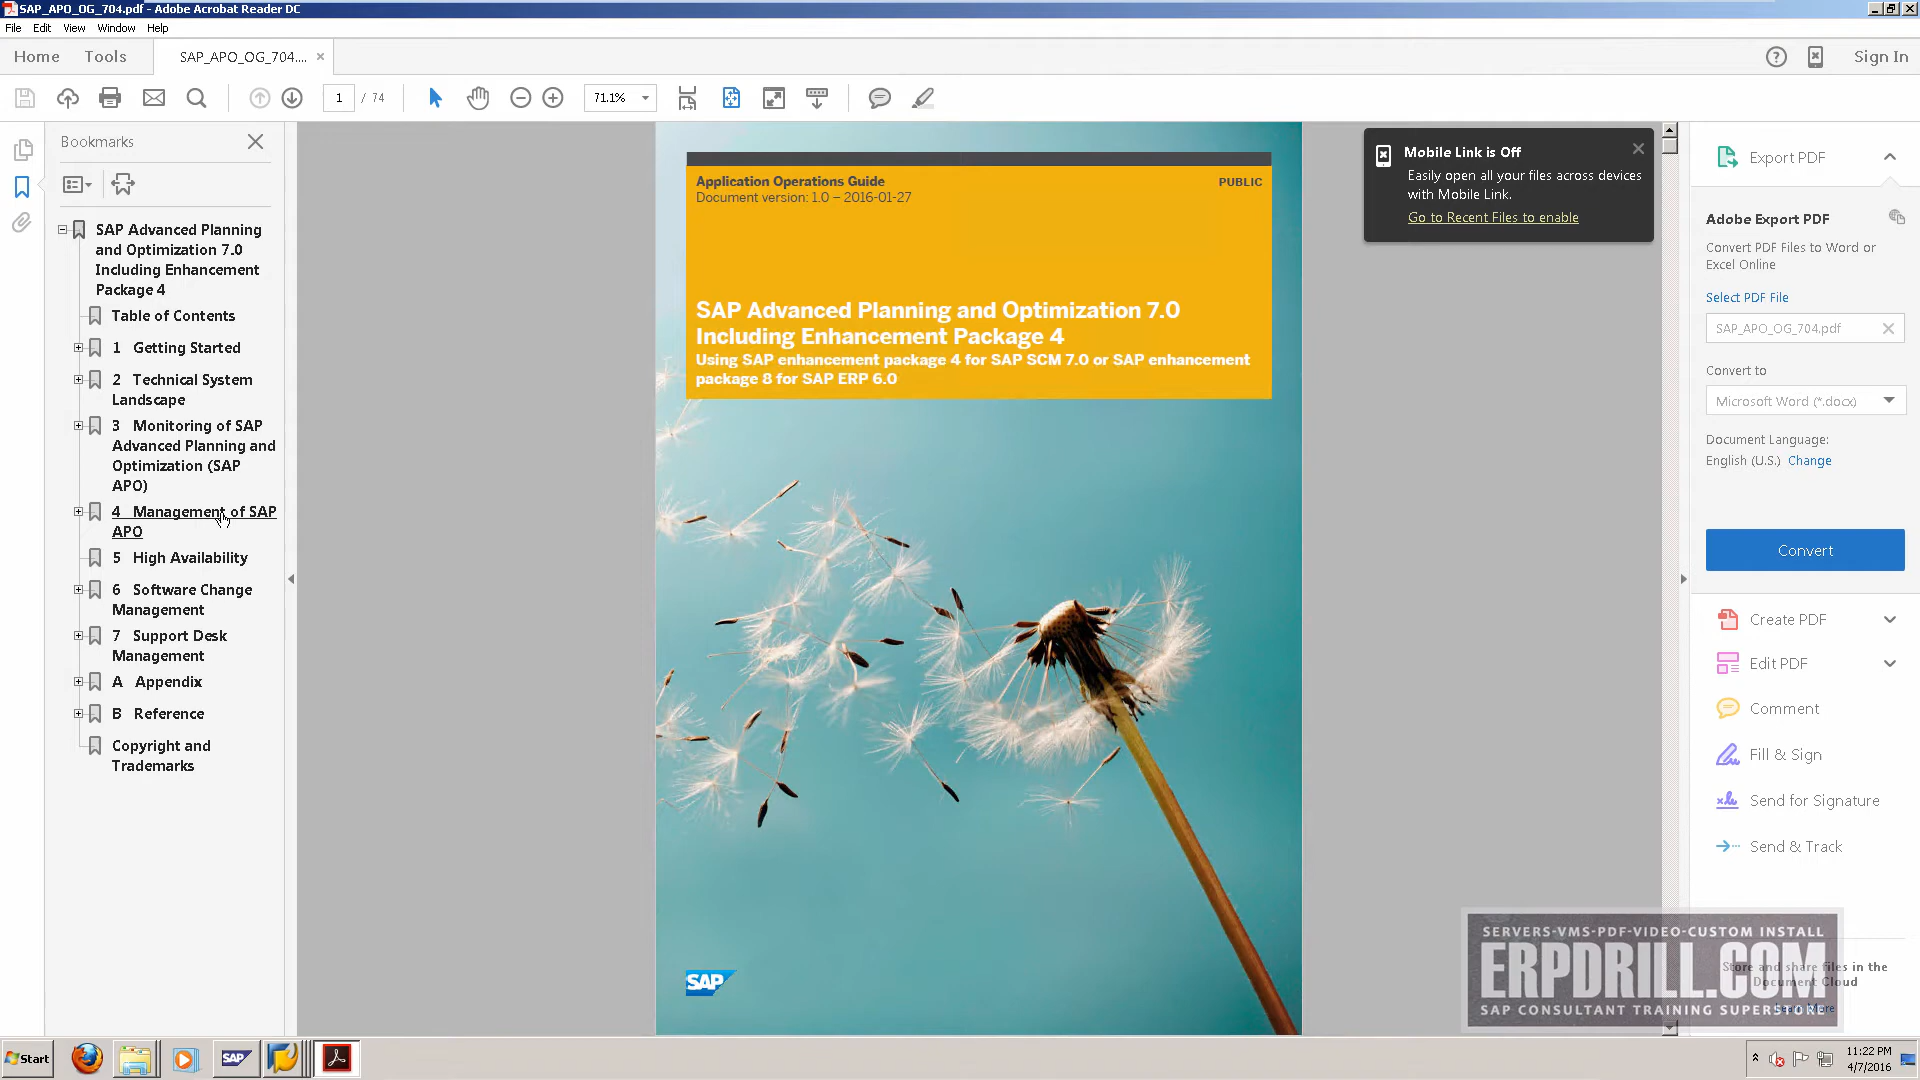 SAP_APO_OG_704.pdf - Adobe Acrobat Reader DC
File Edit View Window Help
Home Tools SAP_APO_OG_704.... Sign In
1 / 74 71.1%
Bookmarks
SAP Advanced Planning
and Optimization 7.0
Including Enhancement
Package 4
Table of Contents
1 Getting Started
2 Technical System
Landscape
3 Monitoring of SAP
Advanced Planning and
Optimization (SAP
APO)
4 Management of SAP
APO
5 High Availability
6 Software Change
Management
7 Support Desk
Management
A Appendix
B Reference
Copyright and
Trademarks
Application Operations Guide
Document version: 1.0 – 2016-01-27
PUBLIC
SAP Advanced Planning and Optimization 7.0
Including Enhancement Package 4
Using SAP enhancement package 4 for SAP SCM 7.0 or SAP enhancement
package 8 for SAP ERP 6.0
SAP
Mobile Link is Off
Easily open all your files across devices
with Mobile Link.
Go to Recent Files to enable
Export PDF
Adobe Export PDF
Convert PDF Files to Word or
Excel Online
Select PDF File
SAP_APO_OG_704.pdf
Convert to
Microsoft Word (*.docx)
Document Language:
English (U.S.) Change
Convert
Create PDF
Edit PDF
Comment
Fill & Sign
Send for Signature
Send & Track
Store and share files in the
Document Cloud
Learn More
SERVERS-VMS-PDF-VIDEO-CUSTOM INSTALL
ERPDRILL.COM
SAP CONSULTANT TRAINING SUPERSTORE
Start
SAP
11:22 PM
4/7/2016